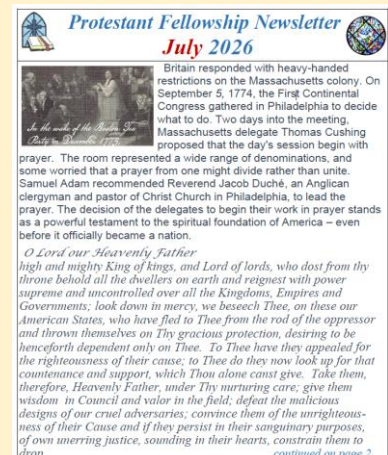 Protestant Fellowship Newsletter
July 2026
In the wake of the Boston Tea
Party in December 1773,
Britain responded with heavy-handed
restrictions on the Massachusetts colony. On
September 5, 1774, the First Continental
Congress gathered in Philadelphia to decide
what to do. Two days into the meeting,
Massachusetts delegate Thomas Cushing
proposed that the day's session begin with
prayer. The room represented a wide range of denominations, and
some worried that a prayer from one might divide rather than unite.
Samuel Adam recommended Reverend Jacob Duché, an Anglican
clergyman and pastor of Christ Church in Philadelphia, to lead the
prayer. The decision of the delegates to begin their work in prayer stands
as a powerful testament to the spiritual foundation of America – even
before it officially became a nation.
O Lord our Heavenly Father
high and mighty King of kings, and Lord of lords, who dost from thy
throne behold all the dwellers on earth and reignest with power
supreme and uncontrolled over all the Kingdoms, Empires and
Governments; look down in mercy, we beseech Thee, on these our
American States, who have fled to Thee from the rod of the oppressor
and thrown themselves on Thy gracious protection, desiring to be
henceforth dependent only on Thee. To Thee have they appealed for
the righteousness of their cause; to Thee do they now look up for that
countenance and support, which Thou alone canst give. Take them,
therefore, Heavenly Father, under Thy nurturing care; give them
wisdom in Council and valor in the field; defeat the malicious
designs of our cruel adversaries; convince them of the unrighteous-
ness of their Cause and if they persist in their sanguinary purposes,
of own unerring justice, sounding in their hearts, constrain them to
drop
continued on page 2